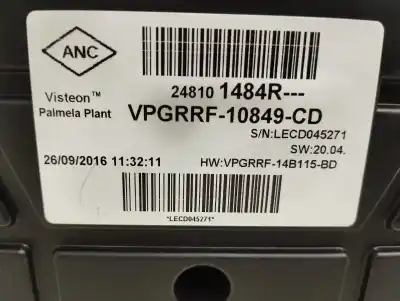 ANC
24810 1484R---
Visteon™
Palmela Plant
VPGRRF-10849-CD
S/N:LECD045271
SW:20.04.
26/09/2016 11:32:11
HW:VPGRRF-14B115-BD
*LECD045271*